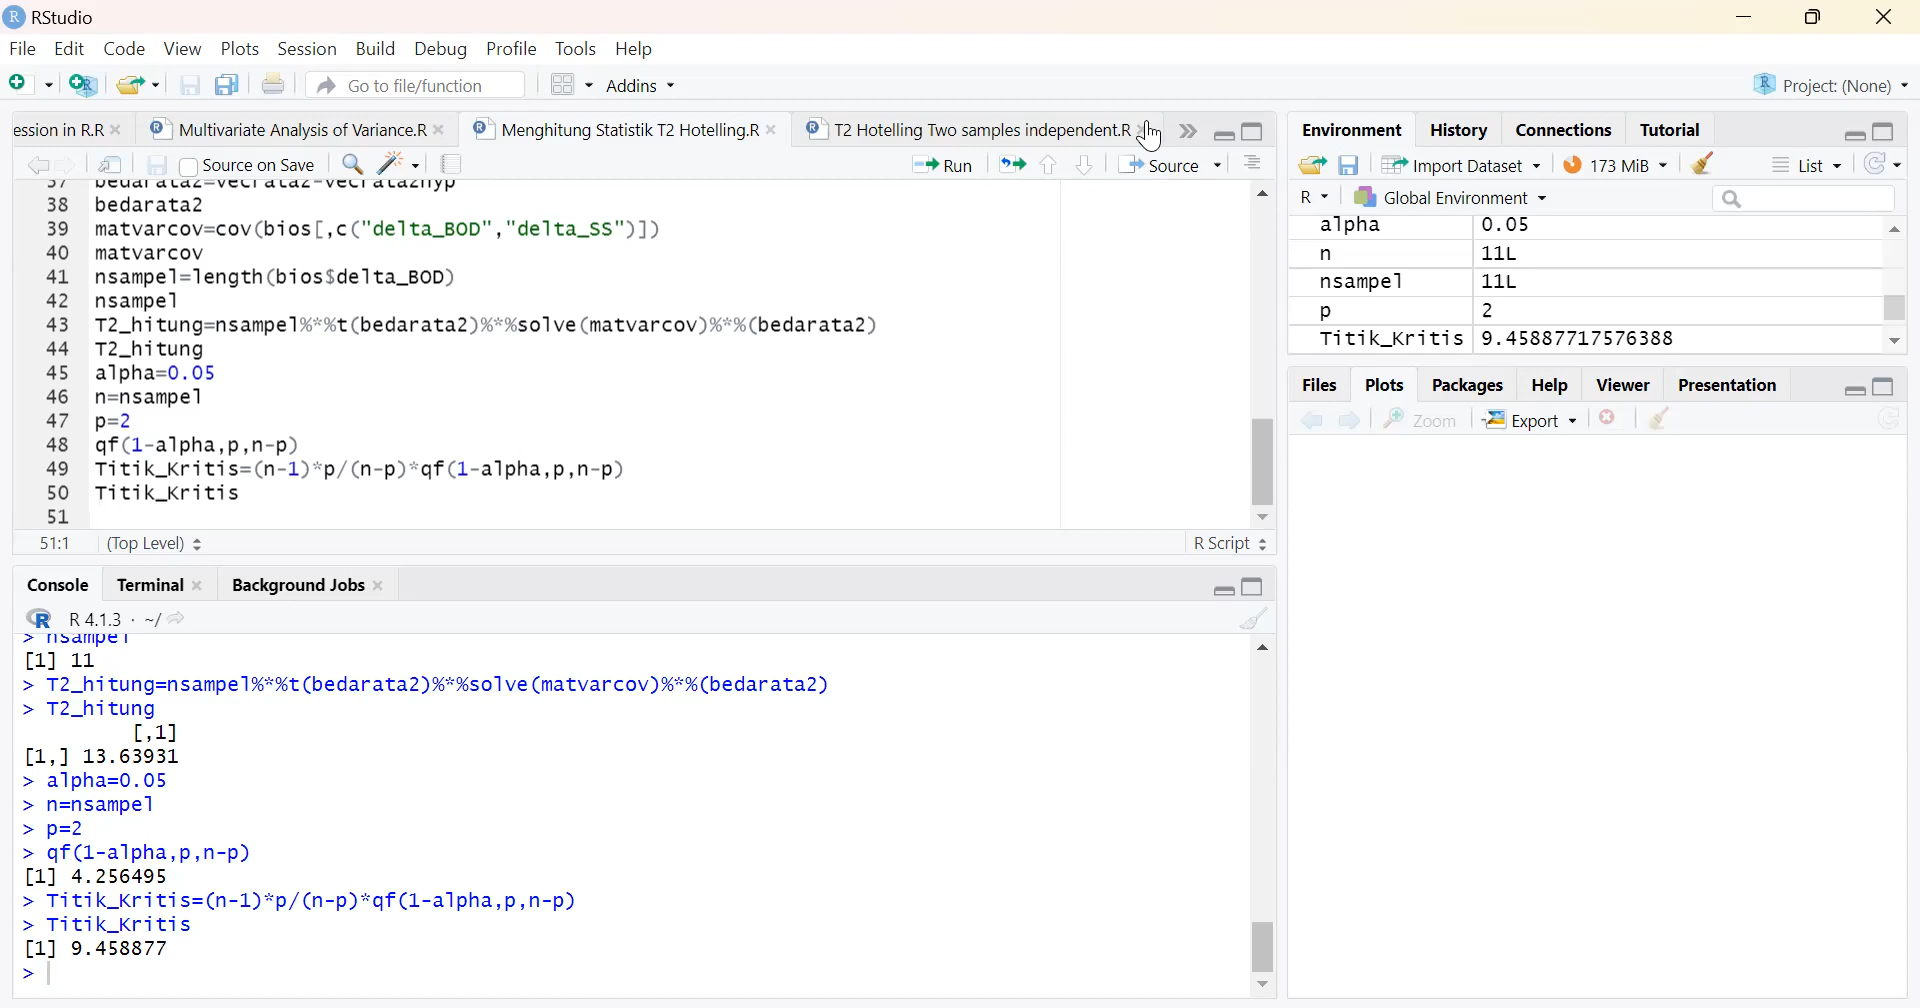 RStudio
File Edit Code View Plots Session Build Debug Profile Tools Help
Go to file/function Addins Project: (None)
ession in R.R Multivariate Analysis of Variance.R Menghitung Statistik T2 Hotelling.R T2 Hotelling Two samples independent.R
Source on Save Run Source
37 bedarata2=vecrata2-vecrata2hyp
38 bedarata2
39 matvarcov=cov(bios[,c("delta_BOD","delta_SS")])
40 matvarcov
41 nsampel=length(bios$delta_BOD)
42 nsampel
43 T2_hitung=nsampel%*%t(bedarata2)%*%solve(matvarcov)%*%(bedarata2)
44 T2_hitung
45 alpha=0.05
46 n=nsampel
47 p=2
48 qf(1-alpha,p,n-p)
49 Titik_Kritis=(n-1)*p/(n-p)*qf(1-alpha,p,n-p)
50 Titik_Kritis
51
51:1 (Top Level) R Script
Console Terminal Background Jobs
R 4.1.3 · ~/
> nsampel
[1] 11
> T2_hitung=nsampel%*%t(bedarata2)%*%solve(matvarcov)%*%(bedarata2)
> T2_hitung
[,1]
[1,] 13.63931
> alpha=0.05
> n=nsampel
> p=2
> qf(1-alpha,p,n-p)
[1] 4.256495
> Titik_Kritis=(n-1)*p/(n-p)*qf(1-alpha,p,n-p)
> Titik_Kritis
[1] 9.458877
>
Environment History Connections Tutorial
Import Dataset 173 MiB List
R Global Environment
alpha 0.05
n 11L
nsampel 11L
p 2
Titik_Kritis 9.45887717576388
Files Plots Packages Help Viewer Presentation
Zoom Export